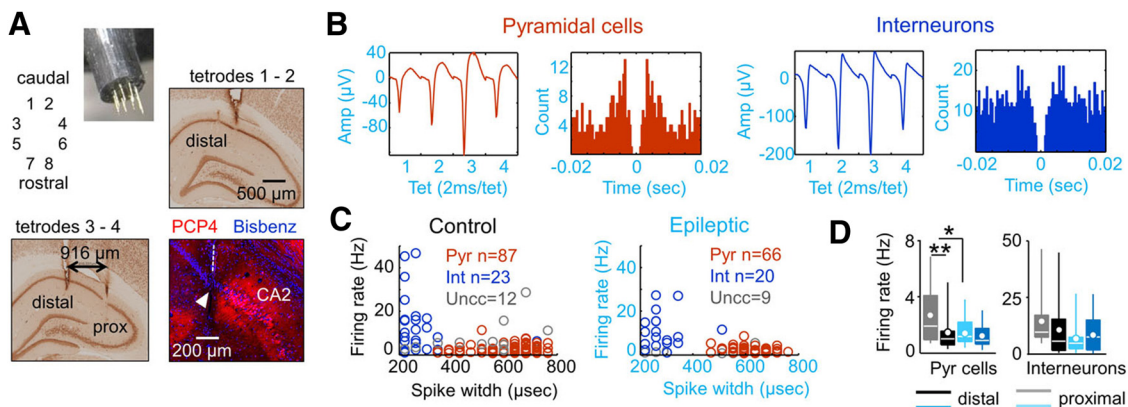 A
caudal
1 2
3 4
5 6
7 8
rostral
tetrodes 1 - 2
distal
500 µm
tetrodes 3 - 4
916 µm
distal
prox
PCP4 Bisbenz
CA2
200 µm
B
Pyramidal cells
Interneurons
Amp (µV)
40
0
-40
-80
1 2 3 4
Tet (2ms/tet)
Count
12
8
4
-0.02 0 0.02
Time (sec)
Amp (µV)
0
-100
-200
1 2 3 4
Tet (2ms/tet)
Count
20
10
-0.02 0 0.02
Time (sec)
C
Control
Firing rate (Hz)
40
20
0
Pyr n=87
Int n=23
Uncc=12
200 400 600 800
Spike witdh (µsec)
Epileptic
Firing rate (Hz)
40
20
0
Pyr n=66
Int n=20
Uncc=9
200 400 600 800
Spike witdh (µsec)
D
Firing rate (Hz)
8
4
0
*
**
Pyr cells
50
25
0
Interneurons
distal
proximal